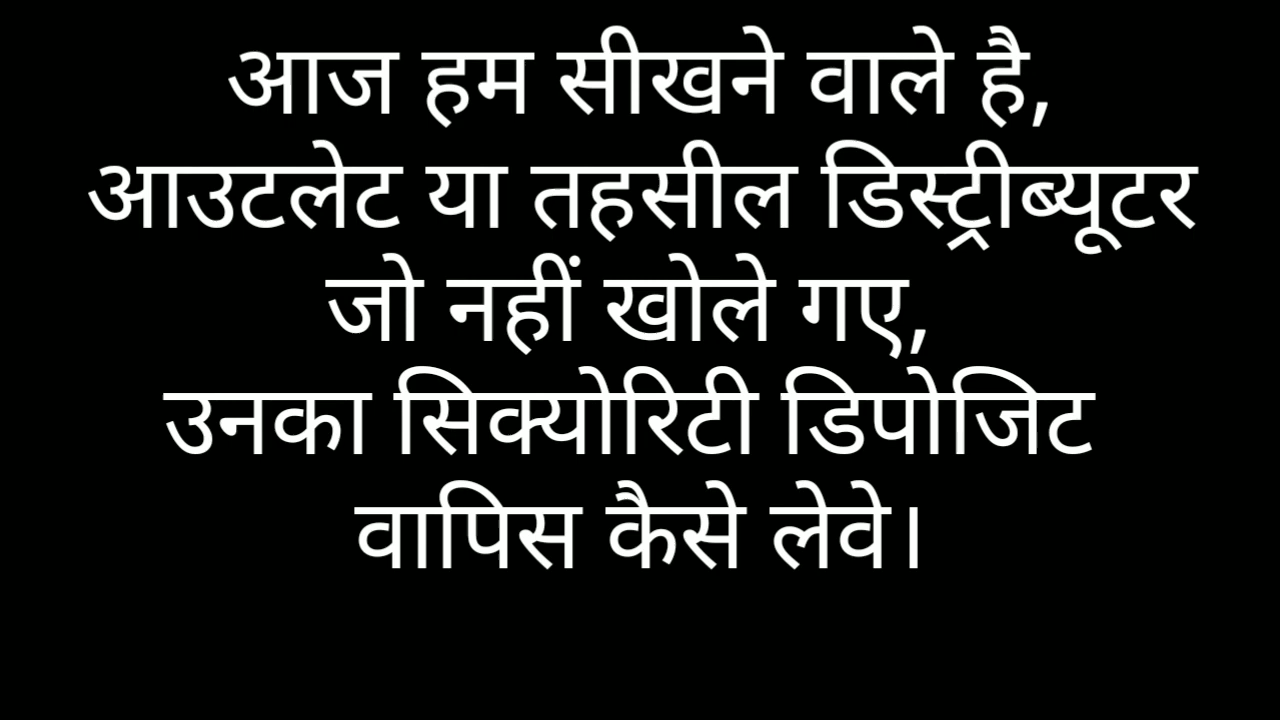 आज हम सीखने वाले है,
आउटलेट या तहसील डिस्ट्रीब्यूटर
जो नहीं खोले गए,
उनका सिक्योरिटी डिपोजिट
वापिस कैसे लेवे।